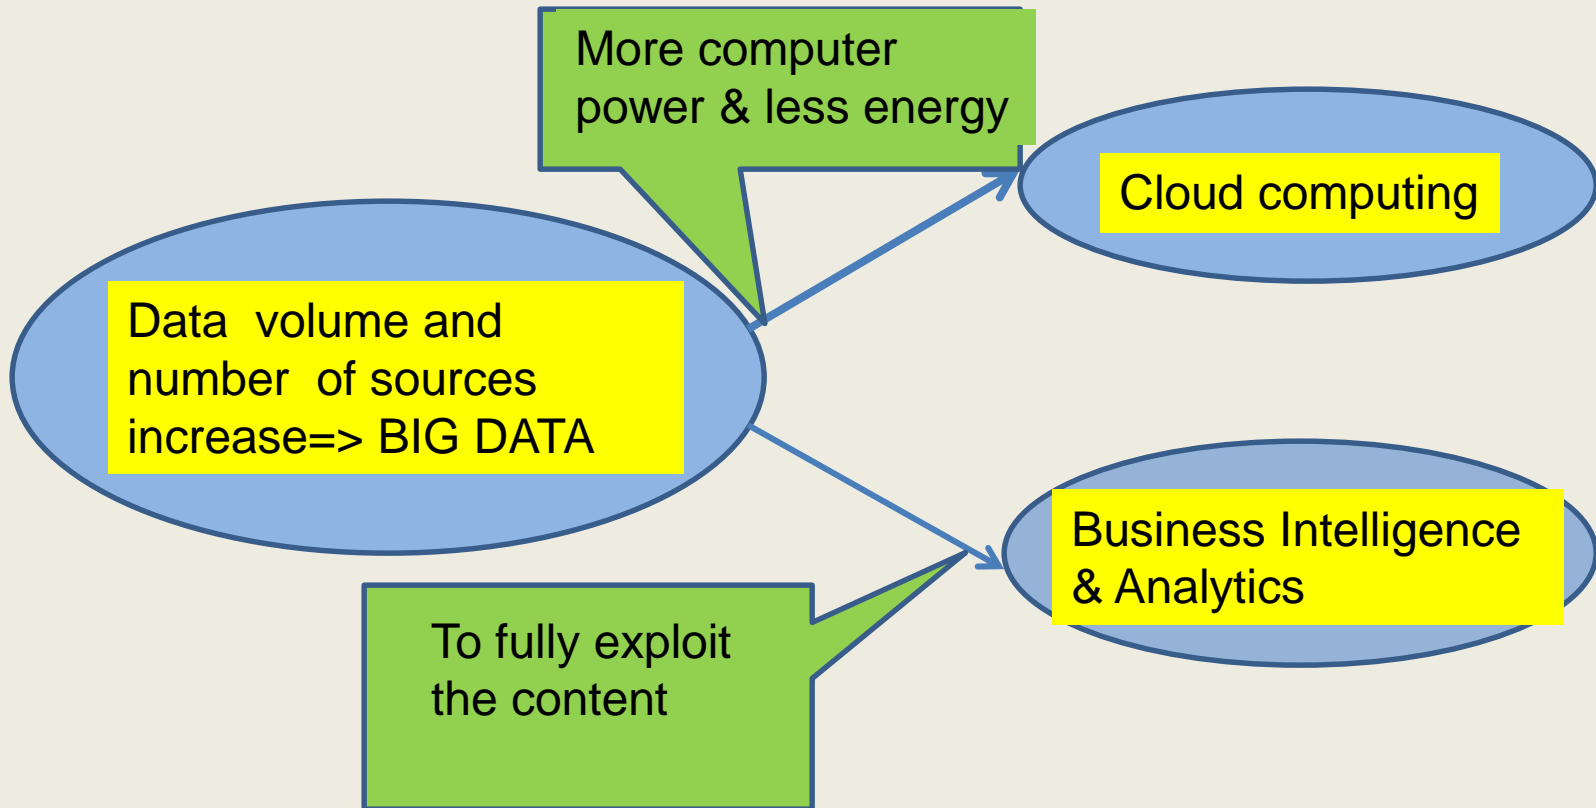 More computer
power & less energy
Cloud computing
Data  volume and
number  of sources
increase=> BIG DATA
Business Intelligence
& Analytics
To fully exploit
the content